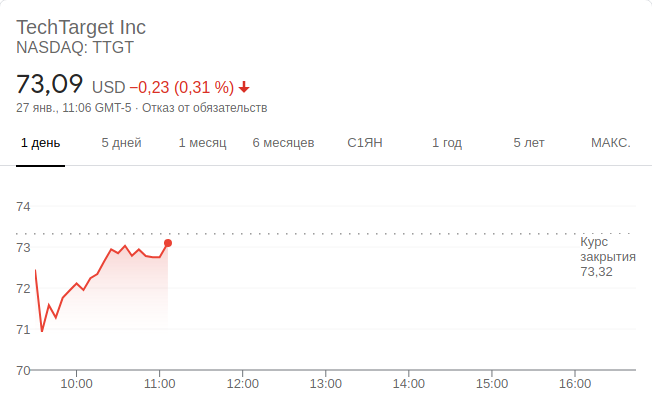 TechTarget Inc
NASDAQ: TTGT
73,09 USD −0,23 (0,31 %)
27 янв., 11:06 GMT-5 · Отказ от обязательств
1 день 5 дней 1 месяц 6 месяцев С1ЯН 1 год 5 лет МАКС.
74
73
72
71
70
Курс
закрытия
73,32
10:00 11:00 12:00 13:00 14:00 15:00 16:00